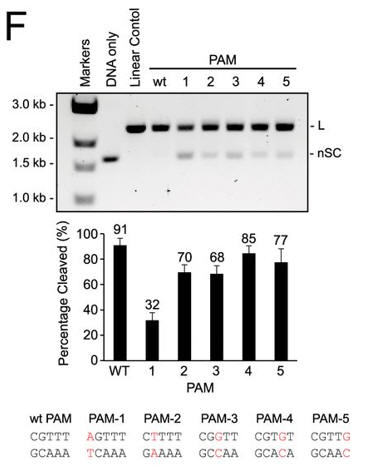 F
Markers
DNA only
Linear Contol
PAM
wt 1 2 3 4 5
3.0 kb -
2.0 kb -
1.5 kb -
1.0 kb -
- L
- nSC
Percentage Cleaved (%)
100
80
60
40
20
0
91 32 70 68 85 77
WT 1 2 3 4 5
PAM
wt PAM PAM-1 PAM-2 PAM-3 PAM-4 PAM-5
CGTTT AGTTT CTTTT CGGTT CGTGT CGTTG
GCAAA TCAAA GAAAA GCCAA GCACA GCAAC